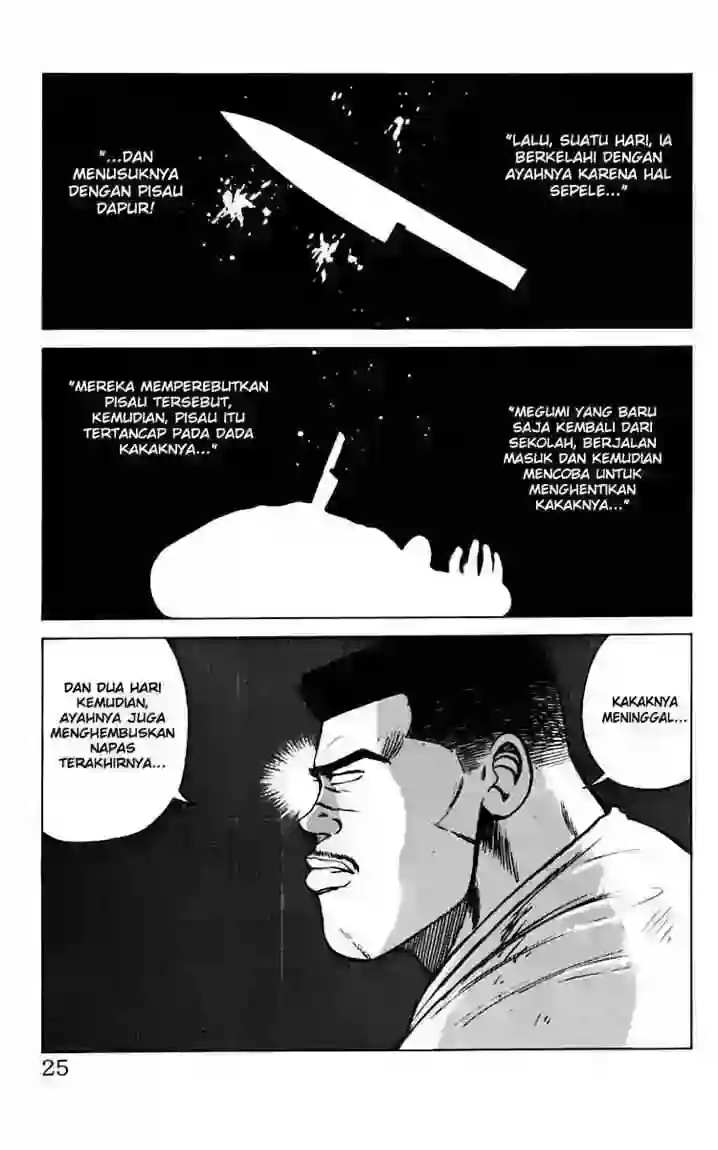 "LALU, SUATU HARI, IA
BERKELAHI DENGAN
AYAHNYA KARENA HAL
SEPELE..."
"...DAN
MENUSUKNYA
DENGAN PISAU
DAPUR!
"MEGUMI YANG BARU
SAJA KEMBALI DARI
SEKOLAH, BERJALAN
MASUK DAN KEMUDIAN
MENCOBA UNTUK
MENGHENTIKAN
KAKAKNYA..."
"MEREKA MEMPEREBUTKAN
PISAU TERSEBUT,
KEMUDIAN, PISAU ITU
TERTANCAP PADA DADA
KAKAKNYA..."
KAKAKNYA
MENINGGAL...
DAN DUA HARI
KEMUDIAN,
AYAHNYA JUGA
MENGHEMBUSKAN
NAPAS
TERAKHIRNYA...
25